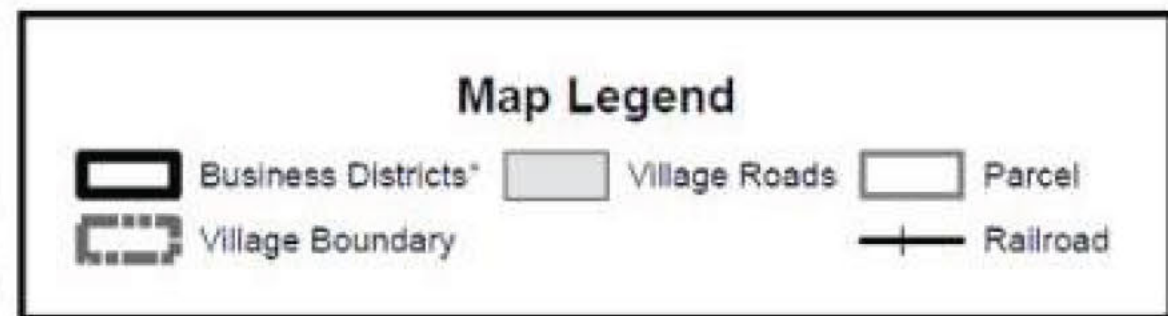 Map Legend
Business Districts* Village Roads Parcel
Village Boundary Railroad